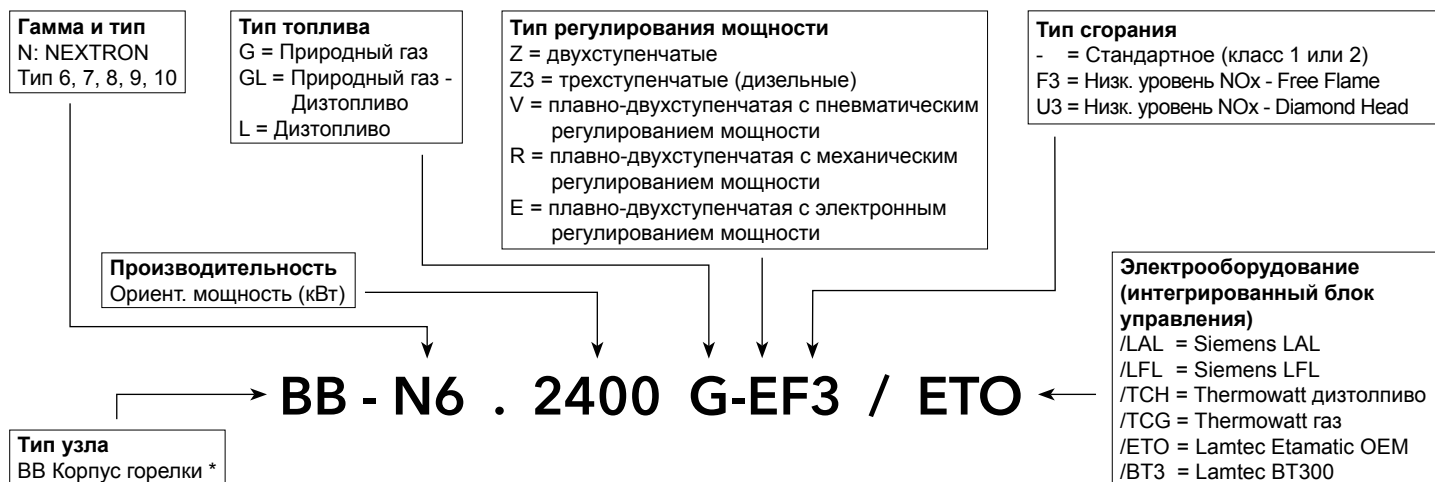 Гамма и тип
N: NEXTRON
Тип 6, 7, 8, 9, 10
Тип топлива
G = Природный газ
GL = Природный газ -
Дизтопливо
L = Дизтопливо
Тип регулирования мощности
Z = двухступенчатые
Z3 = трехступенчатые (дизельные)
V = плавно-двухступенчатая с пневматическим
регулированием мощности
R = плавно-двухступенчатая с механическим
регулированием мощности
E = плавно-двухступенчатая с электронным
регулированием мощности
Тип сгорания
- = Стандартное (класс 1 или 2)
F3 = Низк. уровень NOx - Free Flame
U3 = Низк. уровень NOx - Diamond Head
Производительность
Ориент. мощность (кВт)
Электрооборудование
(интегрированный блок
управления)
/LAL = Siemens LAL
/LFL = Siemens LFL
/TCH = Thermowatt дизтолпиво
/TCG = Thermowatt газ
/ETO = Lamtec Etamatic OEM
/BT3 = Lamtec BT300
BB - N6 . 2400 G-EF3 / ETO
Тип узла
BB Корпус горелки *